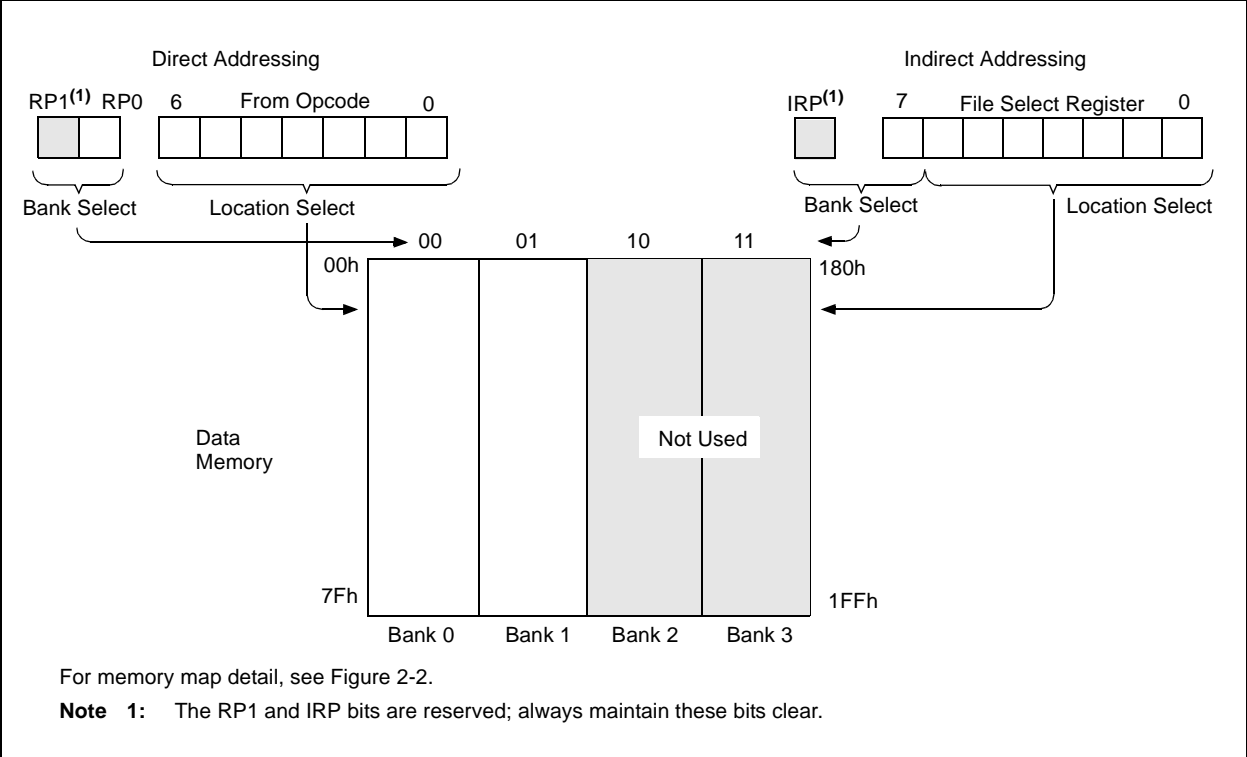 Direct Addressing
Indirect Addressing
RP1(1) RP0 6 From Opcode 0
IRP(1) 7 File Select Register 0
Bank Select Location Select
Bank Select Location Select
00 01 10 11
00h 180h
Data
Memory
Not Used
7Fh 1FFh
Bank 0 Bank 1 Bank 2 Bank 3
For memory map detail, see Figure 2-2.
Note 1: The RP1 and IRP bits are reserved; always maintain these bits clear.